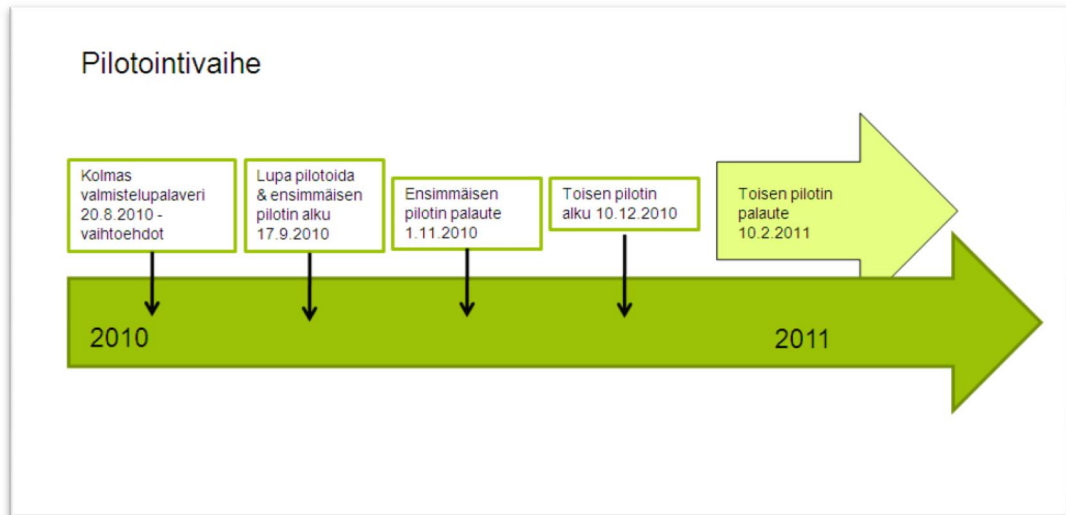 Pilotointivaihe
Kolmas
valmistelupalaveri
20.8.2010 -
vaihtoehdot
Lupa pilotoida
& ensimmäisen
pilotin alku
17.9.2010
Ensimmäisen
pilotin palaute
1.11.2010
Toisen pilotin
alku 10.12.2010
Toisen pilotin
palaute
10.2.2011
2010
2011